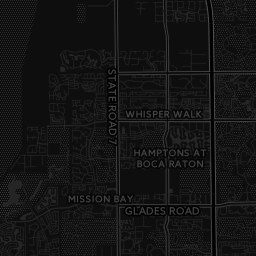 STATE ROAD 7
WHISPER WALK
HAMPTONS AT
BOCA RATON
MISSION BAY
GLADES ROAD